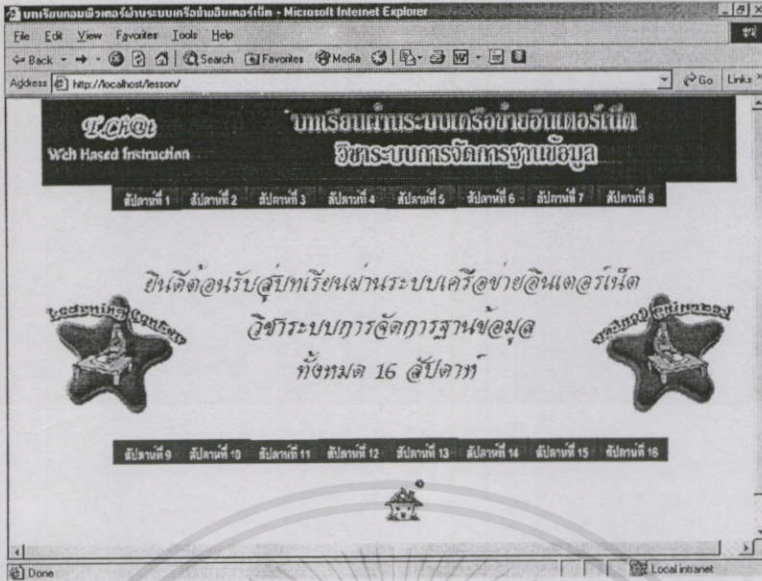 บทเรียนคอมพิวเตอร์ผ่านระบบเครือข่ายอินเตอร์เน็ต - Microsoft Internet Explorer
File Edit View Favorites Tools Help
Back Search Favorites Media
Address http://localhost/lesson/ Go Links
I.Ch@t
Web Based Instruction
บทเรียนผ่านระบบเครือข่ายอินเตอร์เน็ต
วิชาระบบการจัดการฐานข้อมูล
สัปดาห์ที่ 1 สัปดาห์ที่ 2 สัปดาห์ที่ 3 สัปดาห์ที่ 4 สัปดาห์ที่ 5 สัปดาห์ที่ 6 สัปดาห์ที่ 7 สัปดาห์ที่ 8
ยินดีต้อนรับสู่บทเรียนผ่านระบบเครือข่ายอินเตอร์เน็ต
วิชาระบบการจัดการฐานข้อมูล
ทั้งหมด 16 สัปดาห์
Learning Contract
Learning Contract
สัปดาห์ที่ 9 สัปดาห์ที่ 10 สัปดาห์ที่ 11 สัปดาห์ที่ 12 สัปดาห์ที่ 13 สัปดาห์ที่ 14 สัปดาห์ที่ 15 สัปดาห์ที่ 16
Done Local intranet